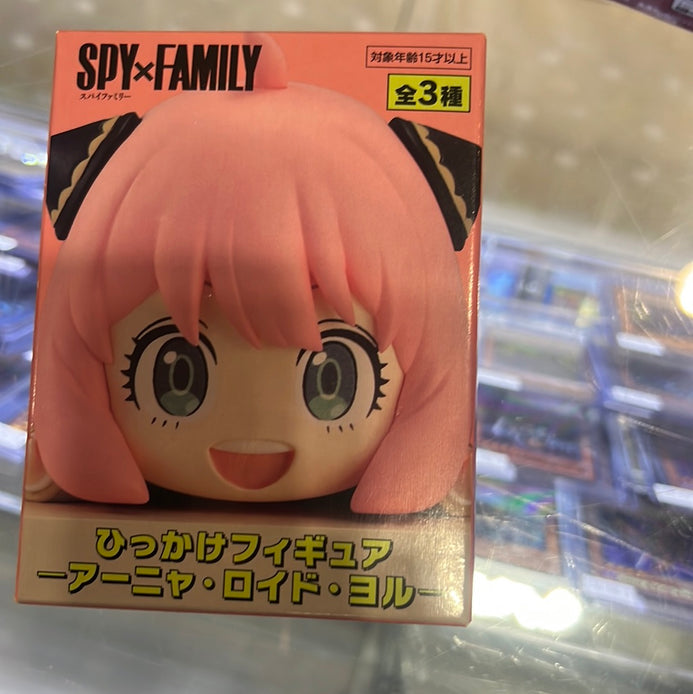 SPY×FAMILY
スパイファミリー
対象年齢15才以上
全3種
ひっかけフィギュア
ーアーニャ・ロイド・ヨルー